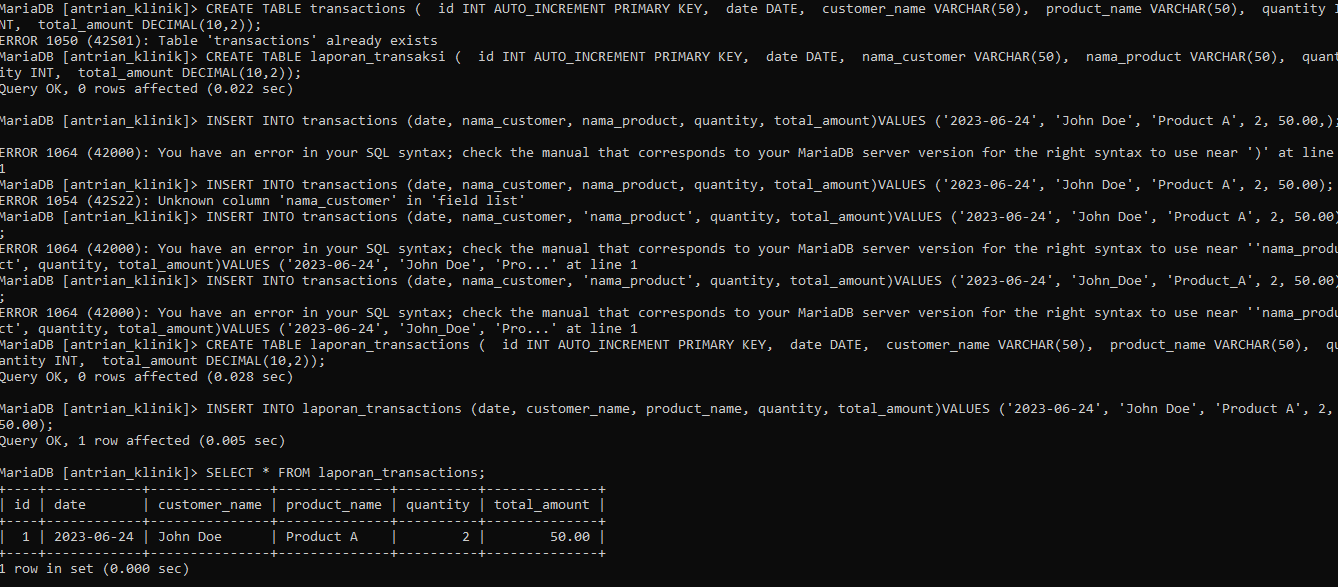 MariaDB [antrian_klinik]> CREATE TABLE transactions (  id INT AUTO_INCREMENT PRIMARY KEY,  date DATE,  customer_name VARCHAR(50),  product_name VARCHAR(50),  quantity I
NT,  total_amount DECIMAL(10,2));
ERROR 1050 (42S01): Table 'transactions' already exists
MariaDB [antrian_klinik]> CREATE TABLE laporan_transaksi (  id INT AUTO_INCREMENT PRIMARY KEY,  date DATE,  nama_customer VARCHAR(50),  nama_product VARCHAR(50),  quant
ity INT,  total_amount DECIMAL(10,2));
Query OK, 0 rows affected (0.022 sec)
MariaDB [antrian_klinik]> INSERT INTO transactions (date, nama_customer, nama_product, quantity, total_amount)VALUES ('2023-06-24', 'John Doe', 'Product A', 2, 50.00,);
ERROR 1064 (42000): You have an error in your SQL syntax; check the manual that corresponds to your MariaDB server version for the right syntax to use near ')' at line
1
MariaDB [antrian_klinik]> INSERT INTO transactions (date, nama_customer, nama_product, quantity, total_amount)VALUES ('2023-06-24', 'John Doe', 'Product A', 2, 50.00);
ERROR 1054 (42S22): Unknown column 'nama_customer' in 'field list'
MariaDB [antrian_klinik]> INSERT INTO transactions (date, nama_customer, 'nama_product', quantity, total_amount)VALUES ('2023-06-24', 'John Doe', 'Product A', 2, 50.00)
;
ERROR 1064 (42000): You have an error in your SQL syntax; check the manual that corresponds to your MariaDB server version for the right syntax to use near ''nama_produ
ct', quantity, total_amount)VALUES ('2023-06-24', 'John Doe', 'Pro...' at line 1
MariaDB [antrian_klinik]> INSERT INTO transactions (date, nama_customer, 'nama_product', quantity, total_amount)VALUES ('2023-06-24', 'John_Doe', 'Product_A', 2, 50.00)
;
ERROR 1064 (42000): You have an error in your SQL syntax; check the manual that corresponds to your MariaDB server version for the right syntax to use near ''nama_produ
ct', quantity, total_amount)VALUES ('2023-06-24', 'John_Doe', 'Pro...' at line 1
MariaDB [antrian_klinik]> CREATE TABLE laporan_transactions (  id INT AUTO_INCREMENT PRIMARY KEY,  date DATE,  customer_name VARCHAR(50),  product_name VARCHAR(50),  qu
antity INT,  total_amount DECIMAL(10,2));
Query OK, 0 rows affected (0.028 sec)
MariaDB [antrian_klinik]> INSERT INTO laporan_transactions (date, customer_name, product_name, quantity, total_amount)VALUES ('2023-06-24', 'John Doe', 'Product A', 2,
50.00);
Query OK, 1 row affected (0.005 sec)
MariaDB [antrian_klinik]> SELECT * FROM laporan_transactions;
+----+------------+---------------+--------------+----------+--------------+
| id | date       | customer_name | product_name | quantity | total_amount |
+----+------------+---------------+--------------+----------+--------------+
|  1 | 2023-06-24 | John Doe      | Product A    |        2 |        50.00 |
+----+------------+---------------+--------------+----------+--------------+
1 row in set (0.000 sec)